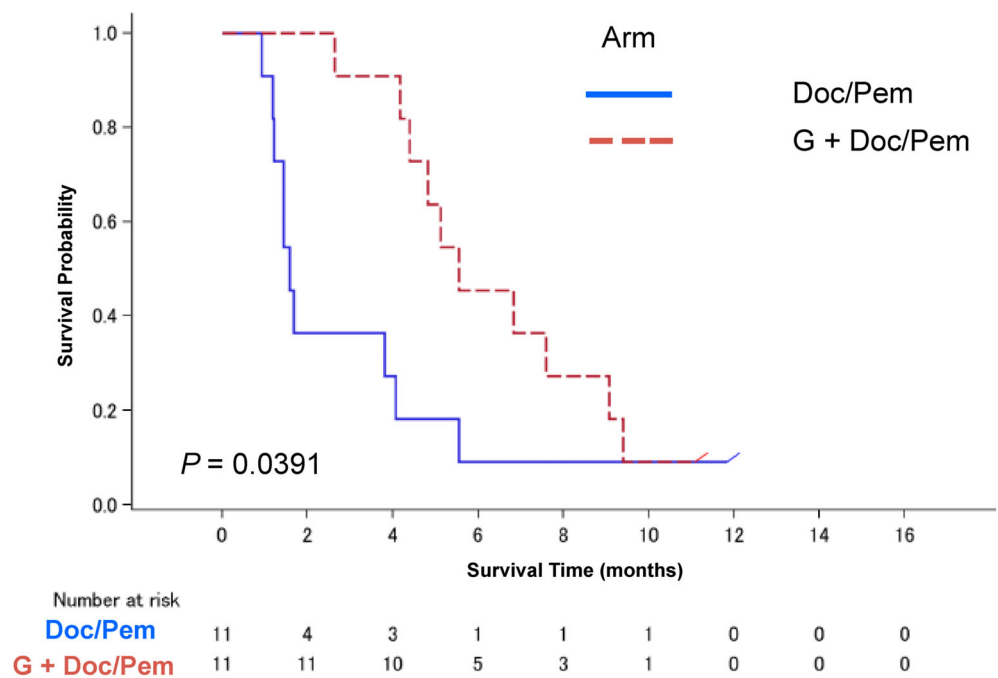 Arm
Doc/Pem
G + Doc/Pem
1.0
0.8
0.6
0.4
0.2
0.0
Survival Probability
P = 0.0391
0 2 4 6 8 10 12 14 16
Survival Time (months)
Number at risk
Doc/Pem 11 4 3 1 1 1 0 0 0
G + Doc/Pem 11 11 10 5 3 1 0 0 0